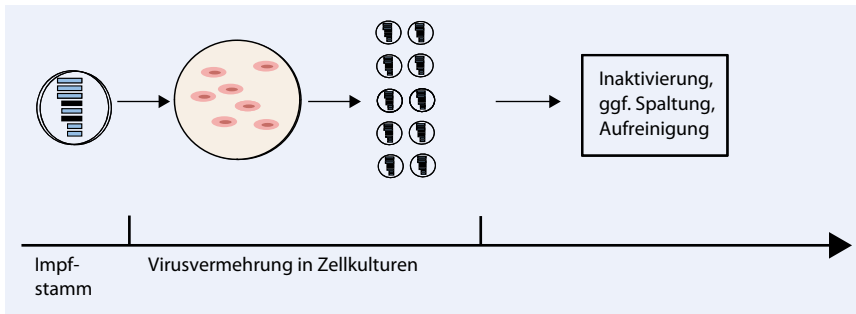 Inaktivierung,
ggf. Spaltung,
Aufreinigung
Impf-
stamm
Virusvermehrung in Zellkulturen